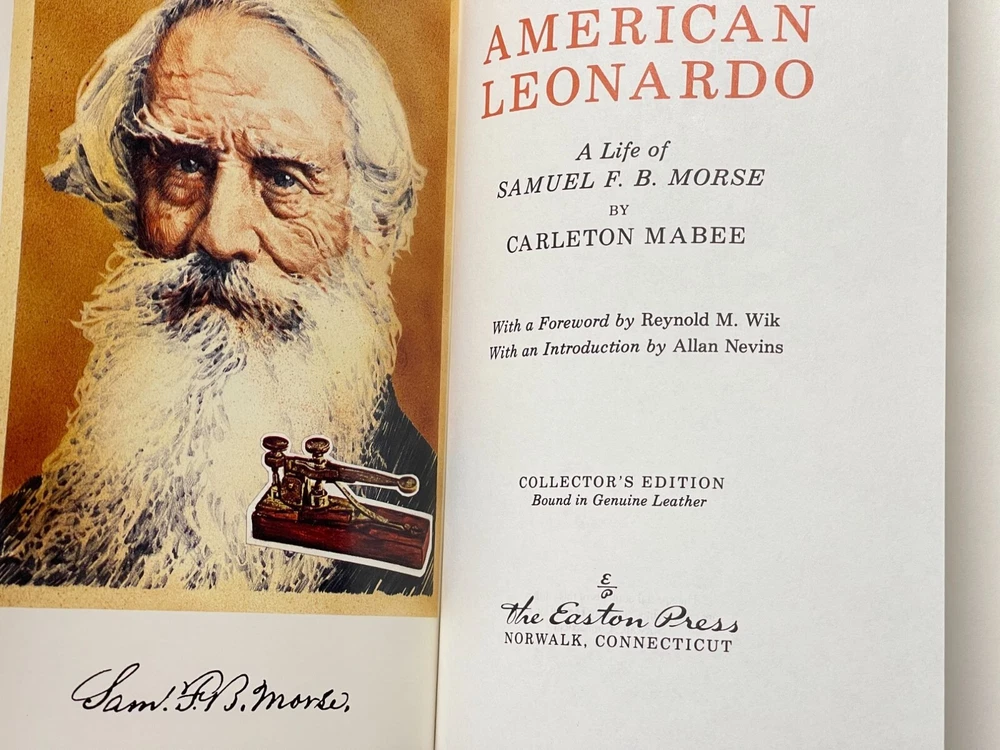 AMERICAN
LEONARDO
A Life of
SAMUEL F. B. MORSE
BY
CARLETON MABEE
With a Foreword by Reynold M. Wik
With an Introduction by Allan Nevins
COLLECTOR'S EDITION
Bound in Genuine Leather
E
P
the Easton Press
NORWALK, CONNECTICUT
Sam'. F. B. Morse.